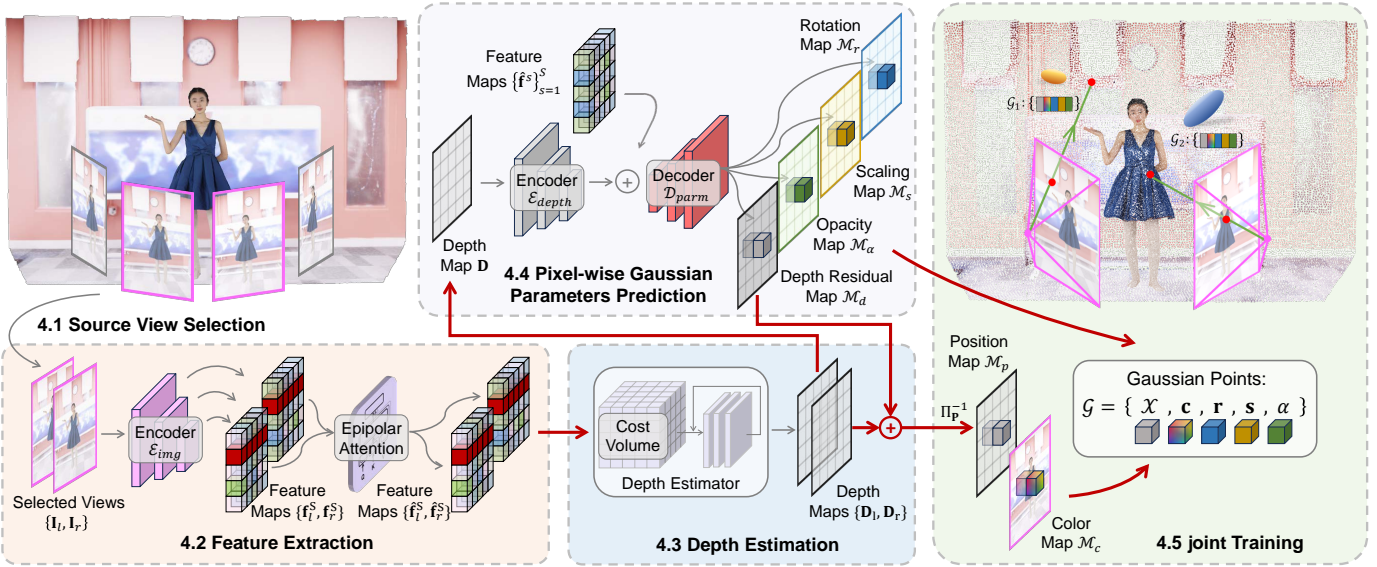 4.1 Source View Selection
Feature
Maps {f̂ˢ}ₛ₌₁ˢ
Rotation
Map ℳᵣ
Encoder
ℰ_depth
Decoder
𝒟_parm
Scaling
Map ℳₛ
Depth
Map D
Opacity
Map ℳ_α
Depth Residual
Map ℳ_d
4.4 Pixel-wise Gaussian
Parameters Prediction
Encoder
ℰ_img
Epipolar
Attention
Selected Views
{I_l, I_r}
Feature
Maps {f_l^S, f_r^S}
Feature
Maps {f̂_l^S, f̂_r^S}
4.2 Feature Extraction
Cost
Volume
Depth Estimator
Depth
Maps {D_l, D_r}
4.3 Depth Estimation
𝒢₁:{ }
𝒢₂:{ }
Π_P⁻¹
Position
Map ℳ_p
Gaussian Points:
𝒢 = { 𝒳 , c , r , s , α }
Color
Map ℳ_c
4.5 joint Training